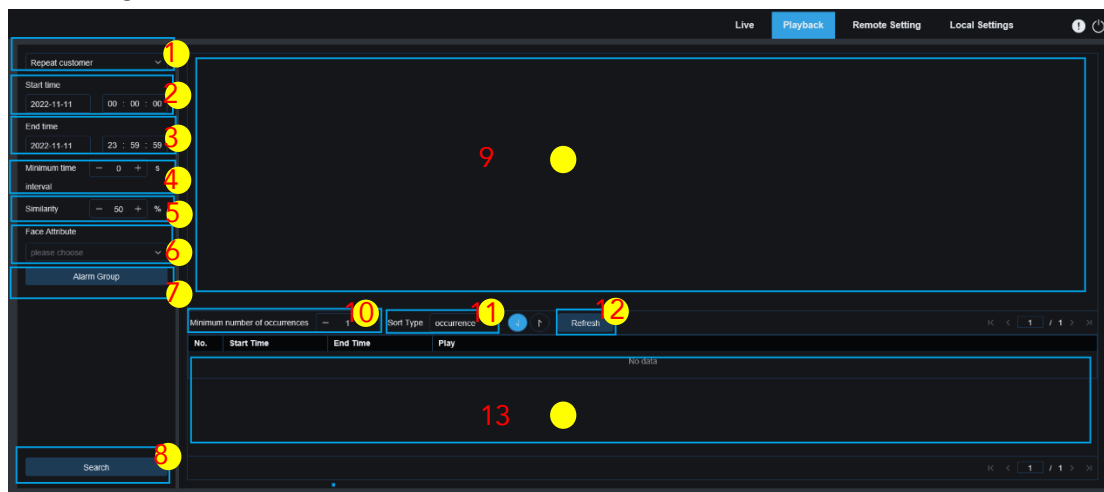 Live Playback Remote Setting Local Settings
1
Repeat customer
Start time
2
2022-11-11 00 : 00 : 00
End time
3
2022-11-11 23 : 59 : 59
Minimum time interval − 0 + s
4
Similarity − 50 + %
5
Face Attribute
please choose
6
Alarm Group
7
9
10 11 12
Minimum number of occurrences − 1 Sort Type occurrence Refresh 1 / 1
No. Start Time End Time Play
No data
13
8
Search
1 / 1